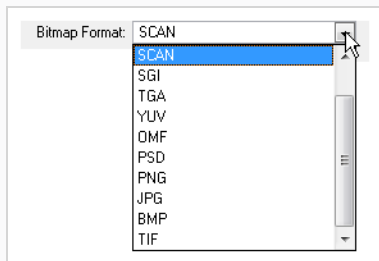 Bitmap Format: SCAN
SCAN
SGI
TGA
YUV
OMF
PSD
PNG
JPG
BMP
TIF